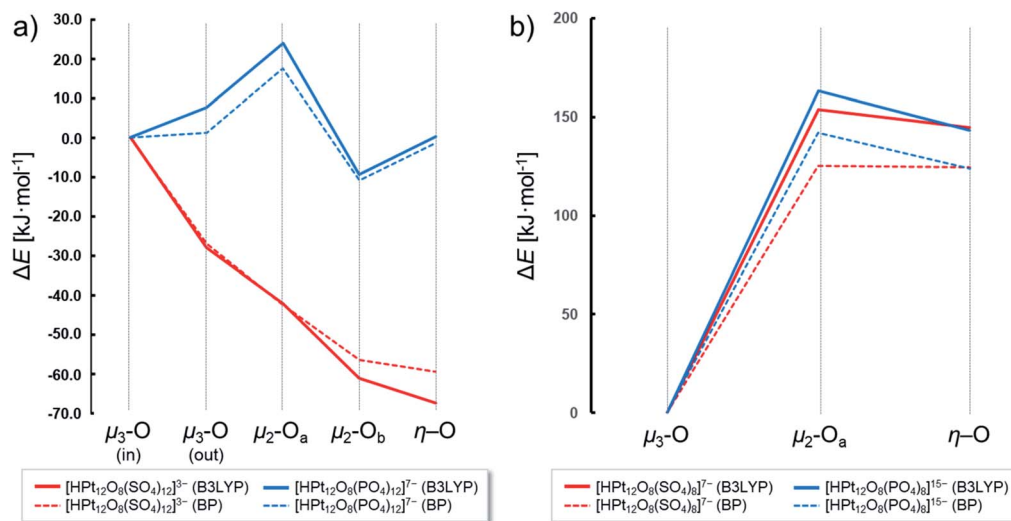 a)
ΔE [kJ·mol⁻¹]
30.0
20.0
10.0
0.0
-10.0
-20.0
-30.0
-40.0
-50.0
-60.0
-70.0
μ₃-O (in)
μ₃-O (out)
μ₂-Oₐ
μ₂-O_b
η–O
[HPt₁₂O₈(SO₄)₁₂]³⁻ (B3LYP) [HPt₁₂O₈(PO₄)₁₂]⁷⁻ (B3LYP)
[HPt₁₂O₈(SO₄)₁₂]³⁻ (BP) [HPt₁₂O₈(PO₄)₁₂]⁷⁻ (BP)
b)
ΔE [kJ·mol⁻¹]
200
150
100
50
0
μ₃-O
μ₂-Oₐ
η–O
[HPt₁₂O₈(SO₄)₈]⁷⁻ (B3LYP) [HPt₁₂O₈(PO₄)₈]¹⁵⁻ (B3LYP)
[HPt₁₂O₈(SO₄)₈]⁷⁻ (BP) [HPt₁₂O₈(PO₄)₈]¹⁵⁻ (BP)